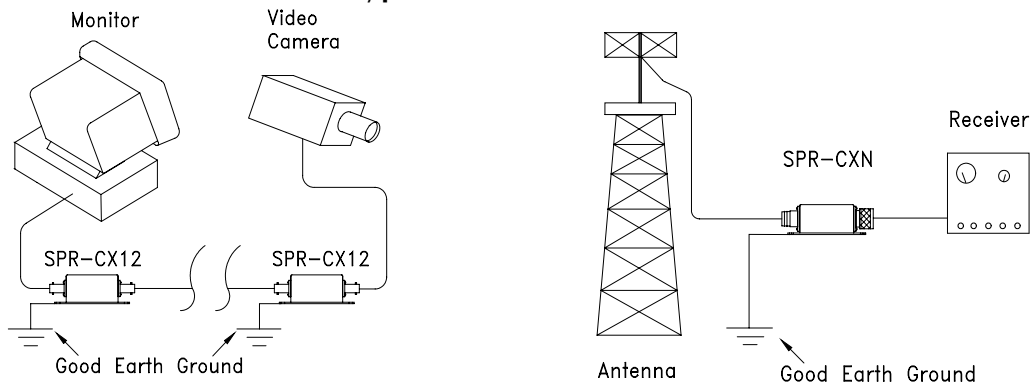 Monitor
Video
Camera
SPR-CX12
SPR-CX12
Good Earth Ground
Receiver
SPR-CXN
Antenna
Good Earth Ground